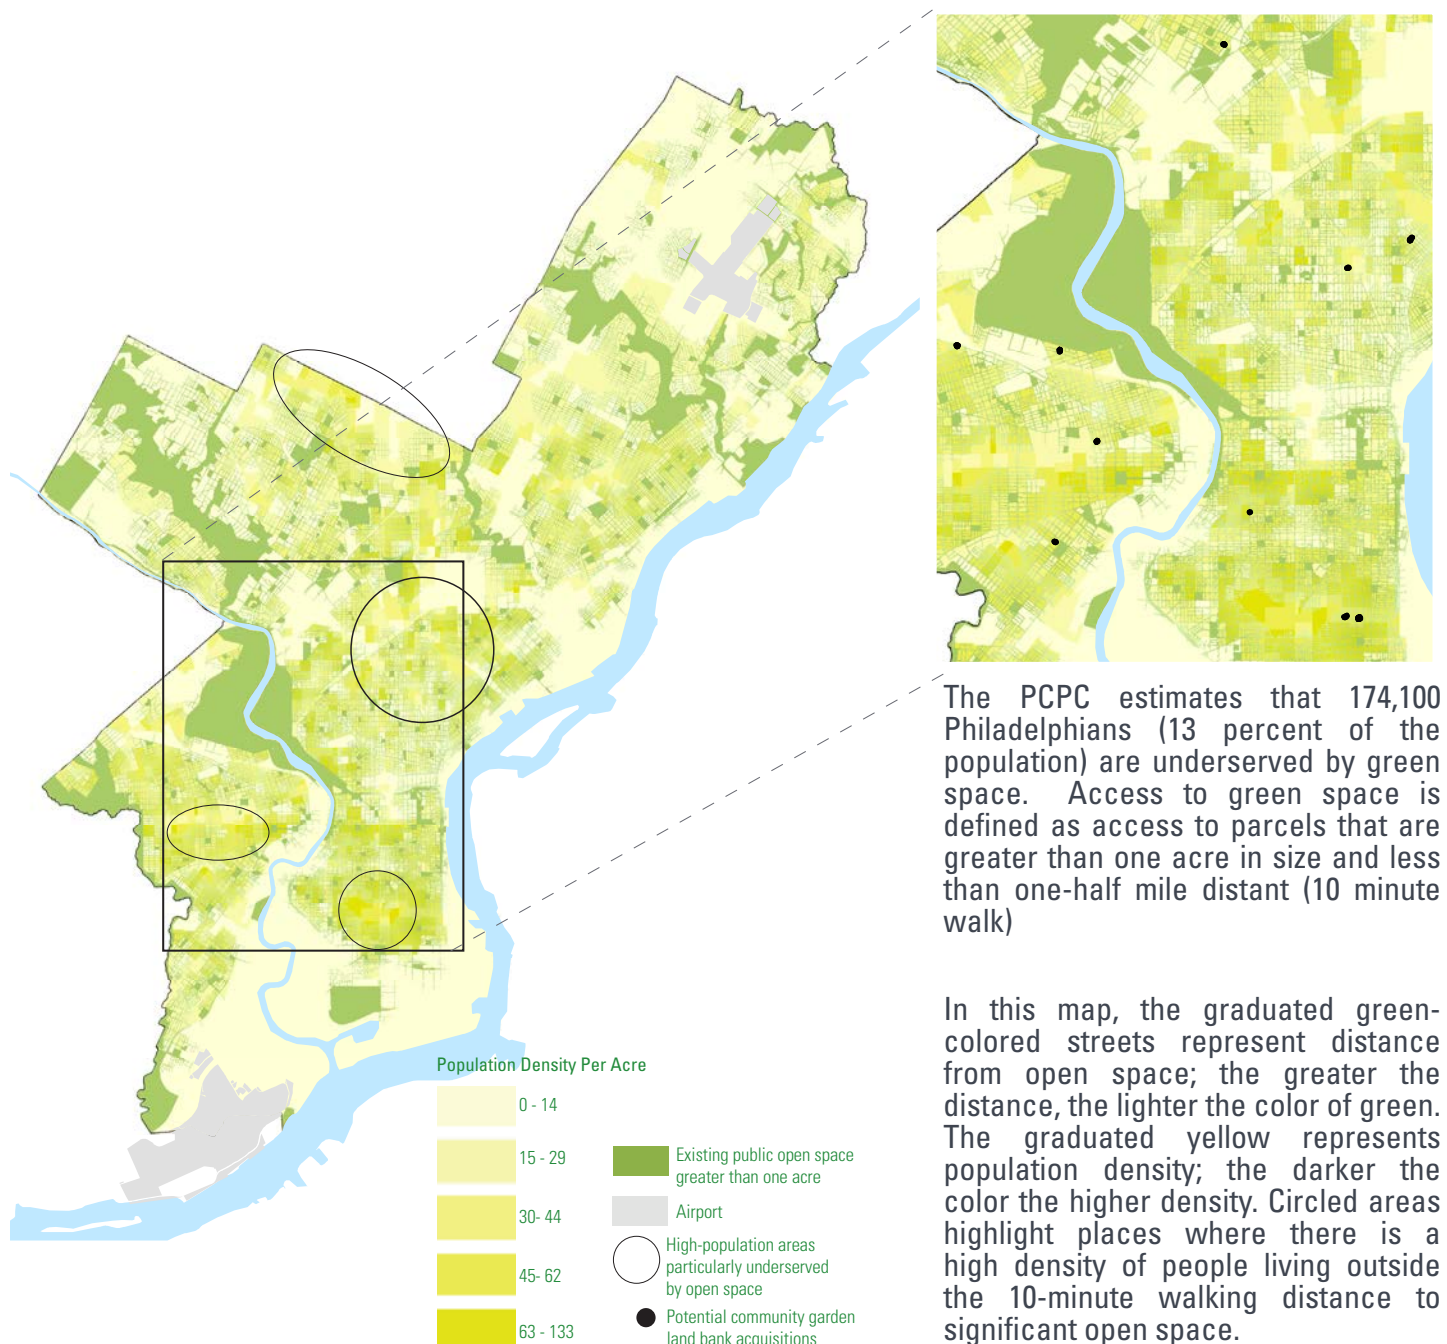 The PCPC estimates that 174,100
Philadelphians (13 percent of the
population) are underserved by green
space. Access to green space is
defined as access to parcels that are
greater than one acre in size and less
than one-half mile distant (10 minute
walk)
In this map, the graduated green-
colored streets represent distance
from open space; the greater the
distance, the lighter the color of green.
The graduated yellow represents
population density; the darker the
color the higher density. Circled areas
highlight places where there is a
high density of people living outside
the 10-minute walking distance to
significant open space.
Population Density Per Acre
0 - 14
15 - 29
30- 44
45- 62
63 - 133
Existing public open space
greater than one acre
Airport
High-population areas
particularly underserved
by open space
Potential community garden
land bank acquisitions